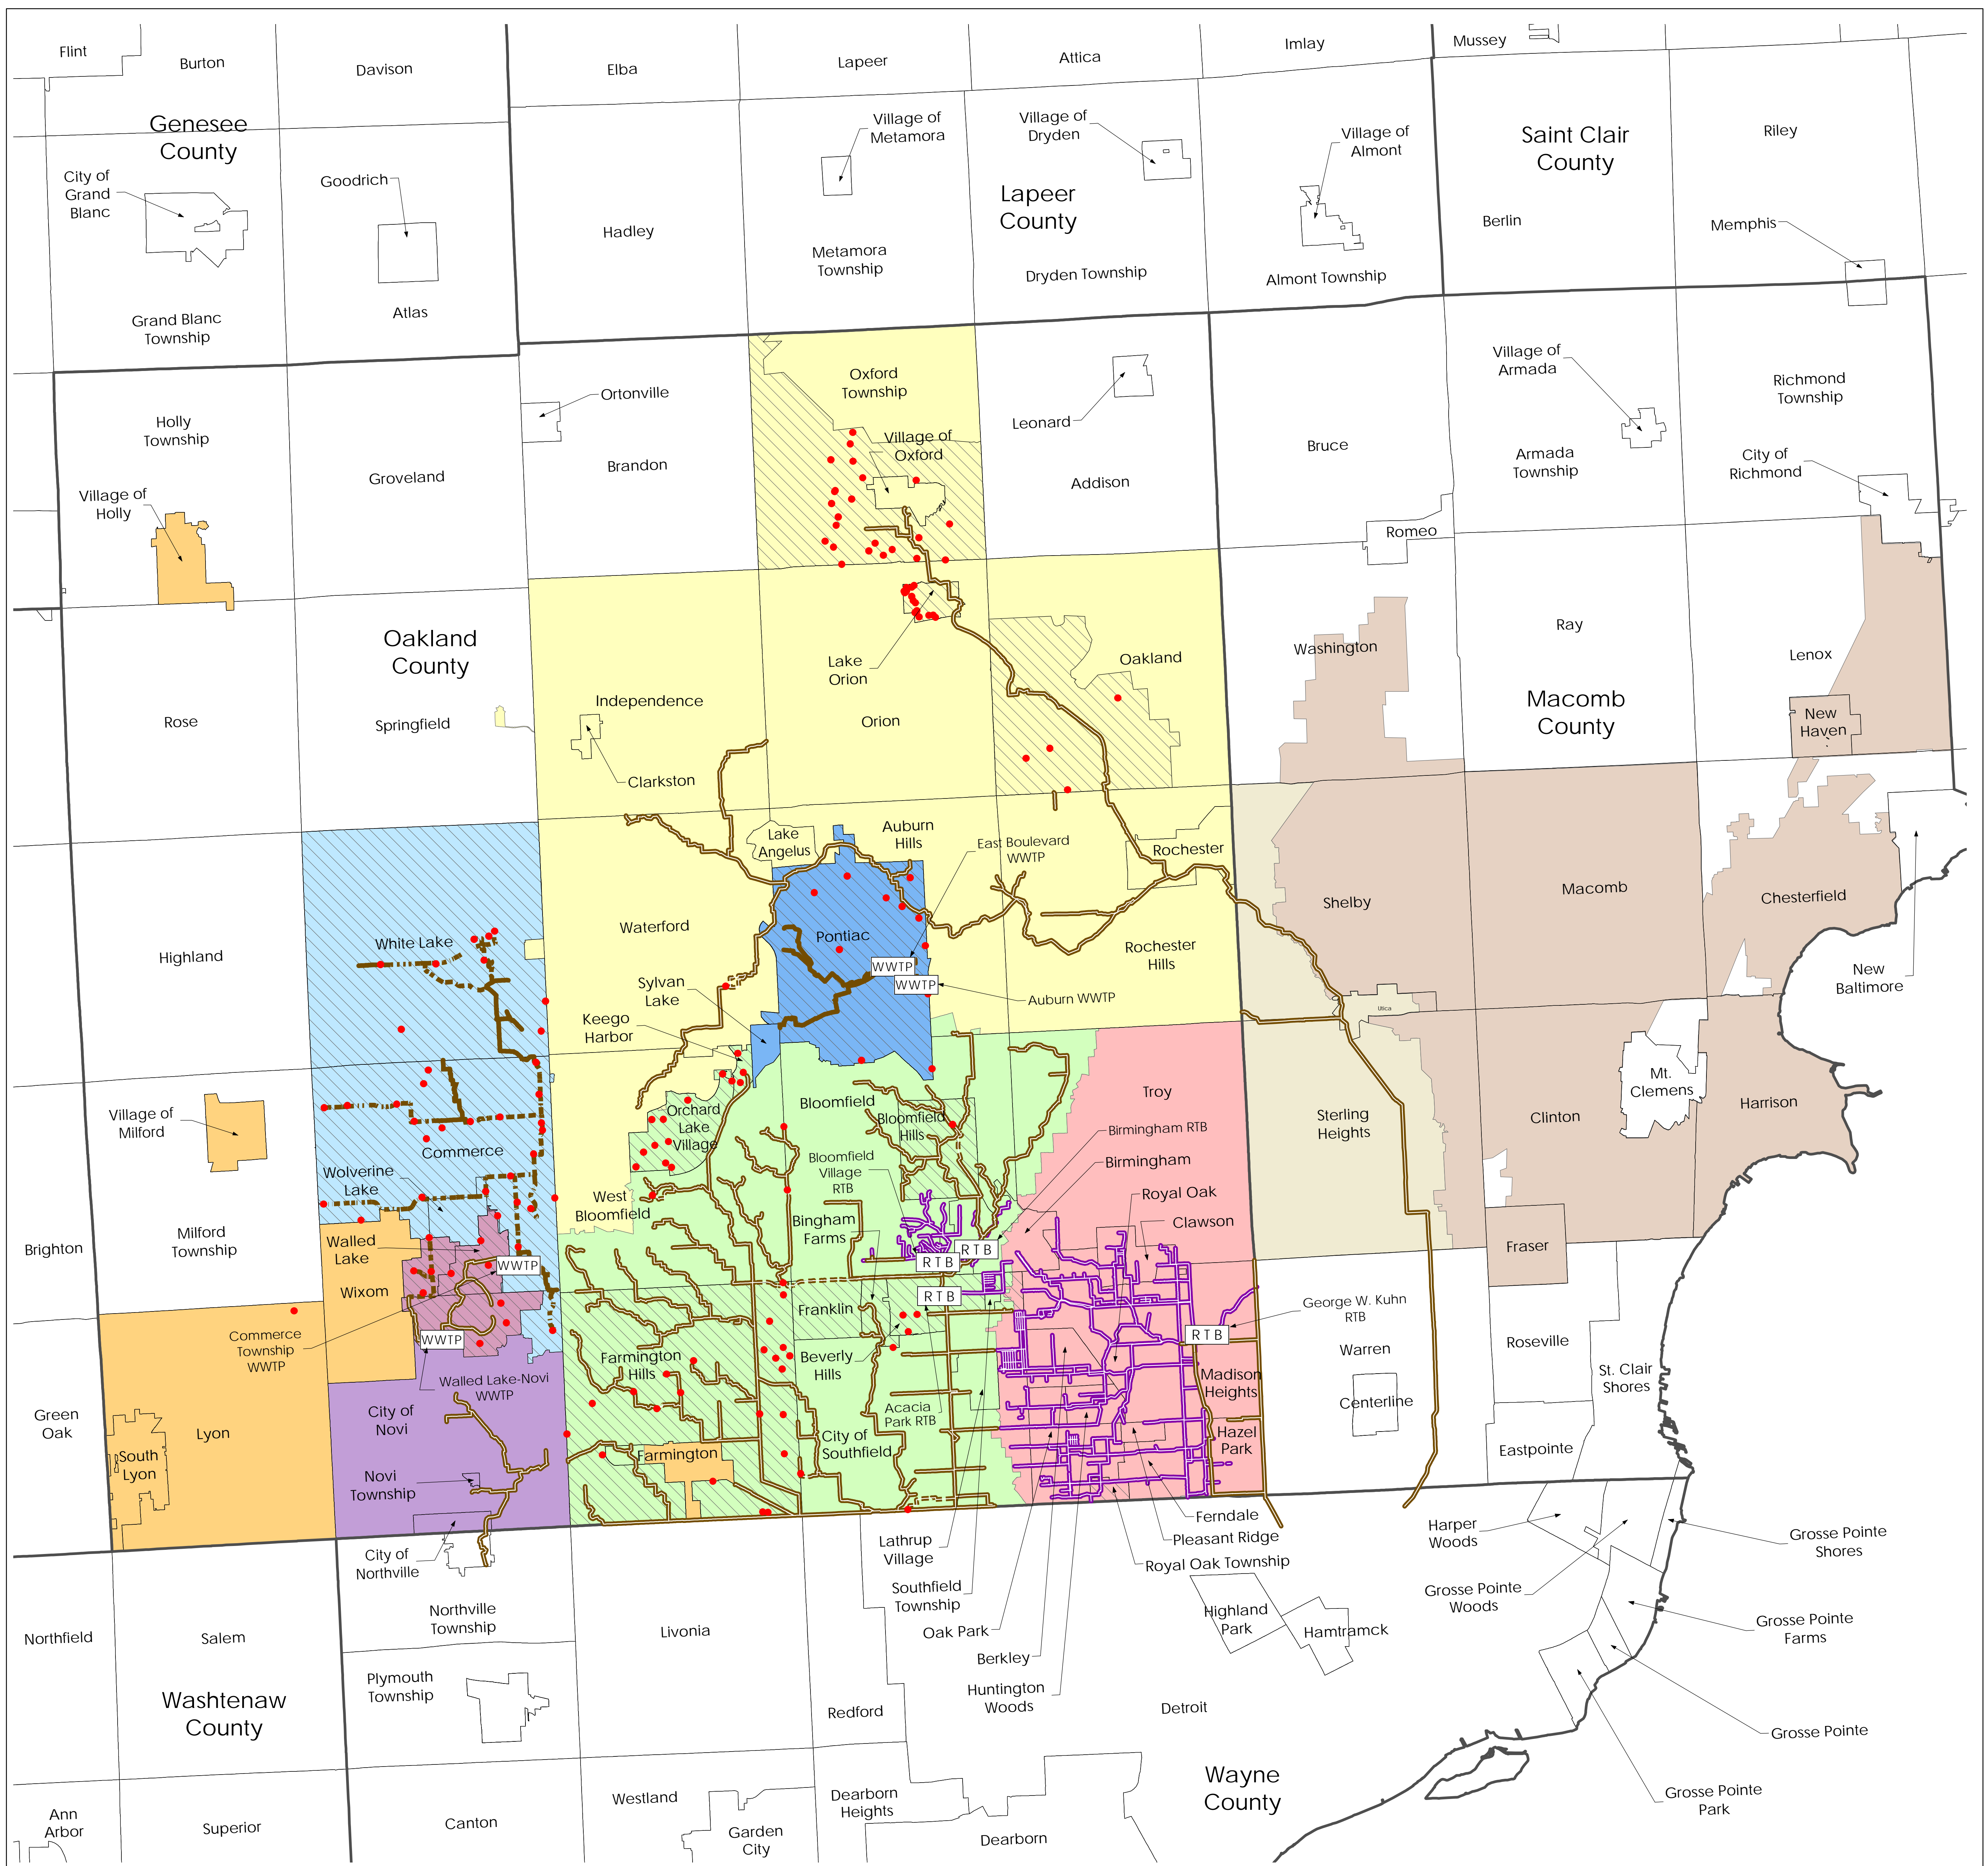 Flint
Burton
Davison
Elba
Lapeer
Attica
Imlay
Mussey
Genesee
County
City of
Grand
Blanc
Goodrich
Grand Blanc
Township
Atlas
Hadley
Village of
Metamora
Metamora
Township
Village of
Dryden
Lapeer
County
Dryden Township
Village of
Almont
Almont Township
Saint Clair
County
Riley
Berlin
Memphis
Holly
Township
Village of
Holly
Groveland
Ortonville
Brandon
Oxford
Township
Village of
Oxford
Leonard
Addison
Bruce
Romeo
Village of
Armada
Armada
Township
Richmond
Township
City of
Richmond
Oakland
County
Rose
Springfield
Independence
Clarkston
Lake
Orion
Orion
Oakland
Washington
Ray
Macomb
County
Lenox
New
Haven
Highland
White Lake
Waterford
Lake
Angelus
Auburn
Hills
East Boulevard
WWTP
Rochester
Pontiac
WWTP
WWTP
Auburn WWTP
Rochester
Hills
Sylvan
Lake
Keego
Harbor
Shelby
Macomb
Chesterfield
New
Baltimore
Utica
Village of
Milford
Milford
Township
Brighton
Commerce
Wolverine
Lake
Walled
Lake
Wixom
WWTP
WWTP
Commerce
Township
WWTP
Walled Lake-Novi
WWTP
Orchard
Lake
Village
West
Bloomfield
Bloomfield
Bloomfield
Hills
Bloomfield
Village
RTB
Bingham
Farms
Troy
Birmingham RTB
Birmingham
Royal Oak
Clawson
RTB
RTB
RTB
RTB
George W. Kuhn
RTB
Sterling
Heights
Clinton
Mt.
Clemens
Harrison
Fraser
Warren
Centerline
Roseville
St. Clair
Shores
Eastpointe
Green
Oak
South
Lyon
Lyon
City of
Novi
Novi
Township
Farmington
Hills
Farmington
Franklin
Beverly
Hills
Acacia
Park RTB
City of
Southfield
Madison
Heights
Hazel
Park
City of
Northville
Northville
Township
Lathrup
Village
Southfield
Township
Oak Park
Berkley
Huntington
Woods
Ferndale
Pleasant Ridge
Royal Oak Township
Highland
Park
Hamtramck
Harper
Woods
Grosse Pointe
Woods
Grosse Pointe
Shores
Grosse Pointe
Farms
Grosse Pointe
Grosse Pointe
Park
Northfield
Salem
Washtenaw
County
Plymouth
Township
Livonia
Redford
Detroit
Wayne
County
Ann
Arbor
Superior
Canton
Westland
Garden
City
Dearborn
Heights
Dearborn